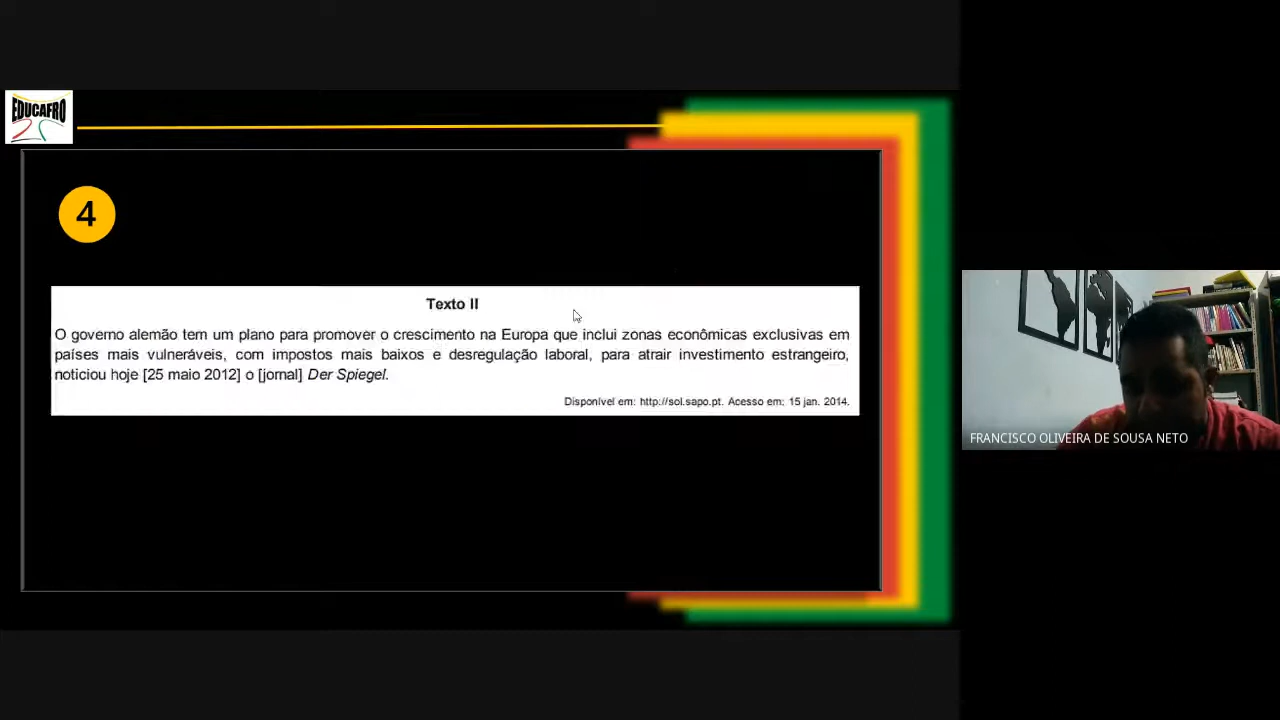 EDUCAFRO
4
Texto II
O governo alemão tem um plano para promover o crescimento na Europa que inclui zonas econômicas exclusivas em
países mais vulneráveis, com impostos mais baixos e desregulação laboral, para atrair investimento estrangeiro,
noticiou hoje [25 maio 2012] o [jornal] Der Spiegel.
Disponível em: http://sol.sapo.pt. Acesso em: 15 jan. 2014.
FRANCISCO OLIVEIRA DE SOUSA NETO